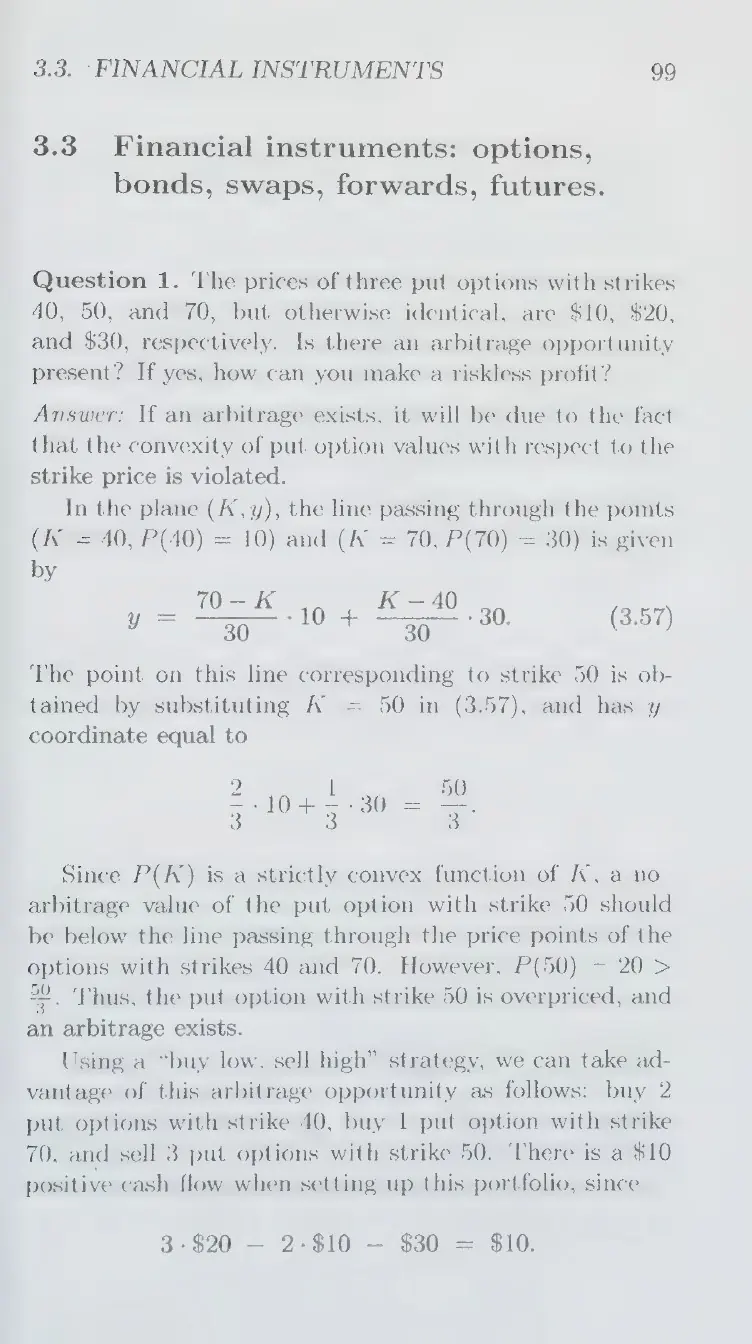 3.3. FINANCIAL INSTRUMENTS 99
3.3 Financial instruments: options,
bonds, swaps, forwards, futures.
Question 1. The prices of three put options with strikes
40, 50, and 70, but otherwise identical, are $10, $20,
and $30, respectively. Is there an arbitrage opportunity
present? If yes, how can you make a riskless profit?
Answer: If an arbitrage exists, it will be due to the fact
that the convexity of put option values with respect to the
strike price is violated.
In the plane (K, y), the line passing through the points
(K = 40, P(40) = 10) and (K = 70, P(70) = 30) is given
by
y = \frac{70 - K}{30} · 10 + \frac{K - 40}{30} · 30. (3.57)
The point on this line corresponding to strike 50 is ob-
tained by substituting K = 50 in (3.57), and has y
coordinate equal to
\frac{2}{3} · 10 + \frac{1}{3} · 30 = \frac{50}{3}.
Since P(K) is a strictly convex function of K, a no
arbitrage value of the put option with strike 50 should
be below the line passing through the price points of the
options with strikes 40 and 70. However, P(50) = 20 >
\frac{50}{3}. Thus, the put option with strike 50 is overpriced, and
an arbitrage exists.
Using a "buy low, sell high" strategy, we can take ad-
vantage of this arbitrage opportunity as follows: buy 2
put options with strike 40, buy 1 put option with strike
70, and sell 3 put options with strike 50. There is a $10
positive cash flow when setting up this portfolio, since
3 · $20 − 2 · $10 − $30 = $10.